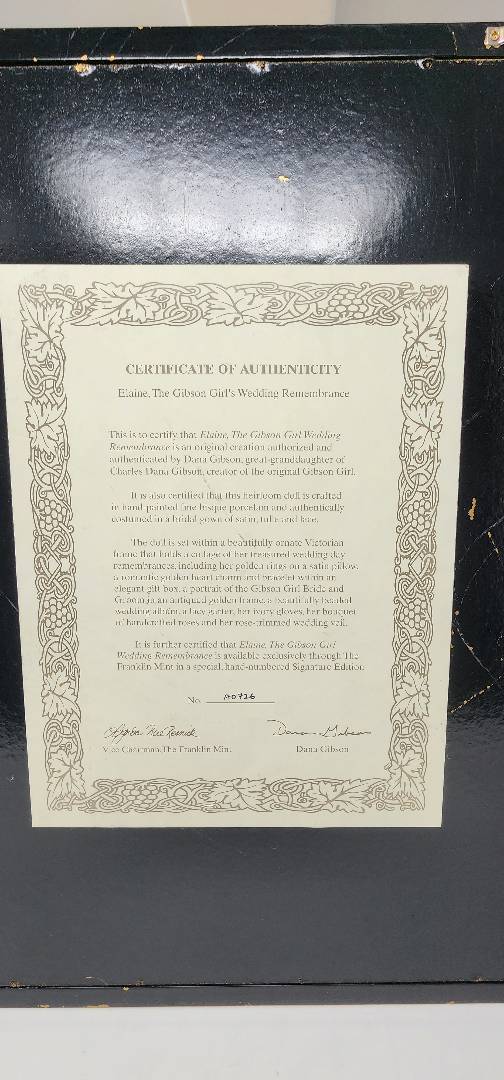 CERTIFICATE OF AUTHENTICITY
Elaine, The Gibson Girl's Wedding Remembrance
This is to certify that Elaine, The Gibson Girl Wedding
Remembrance is an original creation authorized and
authenticated by Dana Gibson, great-granddaughter of
Charles Dana Gibson, creator of the original Gibson Girl.
It is also certified that this heirloom doll is crafted
in hand-painted fine bisque porcelain and authentically
costumed in a bridal gown of satin, tulle and lace.
The doll is set within a beautifully ornate Victorian
frame that holds a collage of her treasured wedding day
remembrances, including her golden rings on a satin pillow,
a romantic golden heart charm and bracelet within an
elegant gift box, a portrait of the Gibson Girl Bride and
Groom in an antiqued golden frame, a beautifully beaded
wedding album, a lacy garter, her ivory gloves, her bouquet
of handcrafted roses and her rose-trimmed wedding veil.
It is further certified that Elaine, The Gibson Girl
Wedding Remembrance is available exclusively through The
Franklin Mint in a special, hand-numbered Signature Edition.
No. A0726
Vice Chairman, The Franklin Mint
Dana Gibson
Dana Gibson